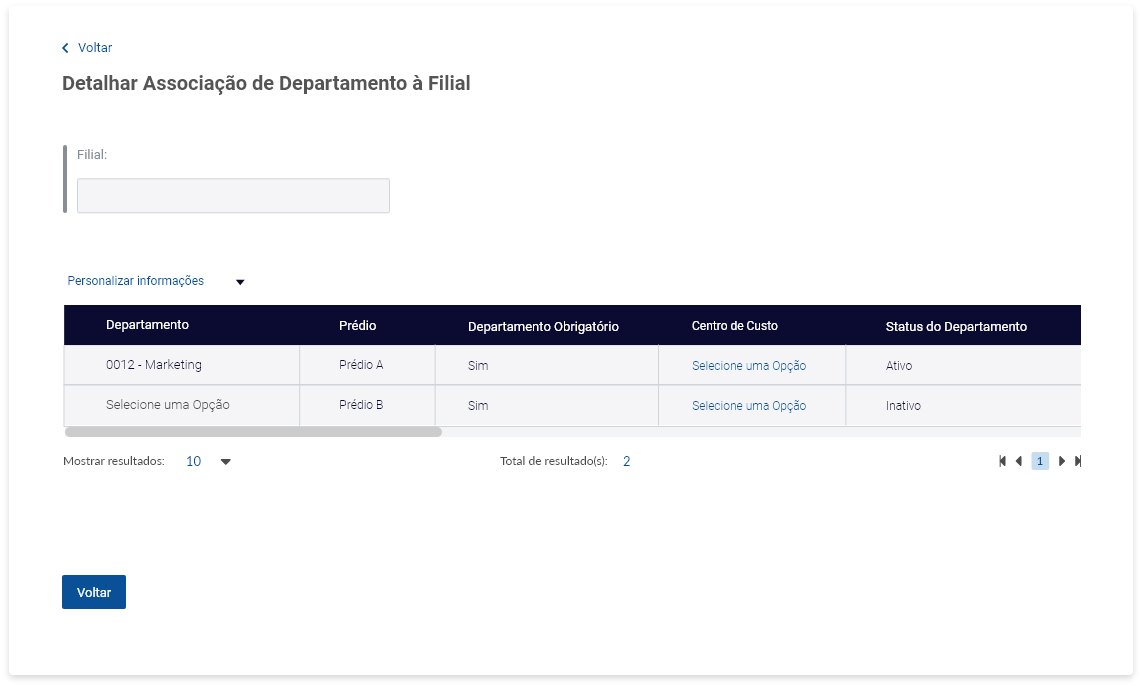 Voltar
Detalhar Associação de Departamento à Filial
Filial:
Personalizar informações
Departamento Prédio Departamento Obrigatório Centro de Custo Status do Departamento
0012 - Marketing Prédio A Sim Selecione uma Opção Ativo
Selecione uma Opção Prédio B Sim Selecione uma Opção Inativo
Mostrar resultados: 10 Total de resultado(s): 2 1
Voltar